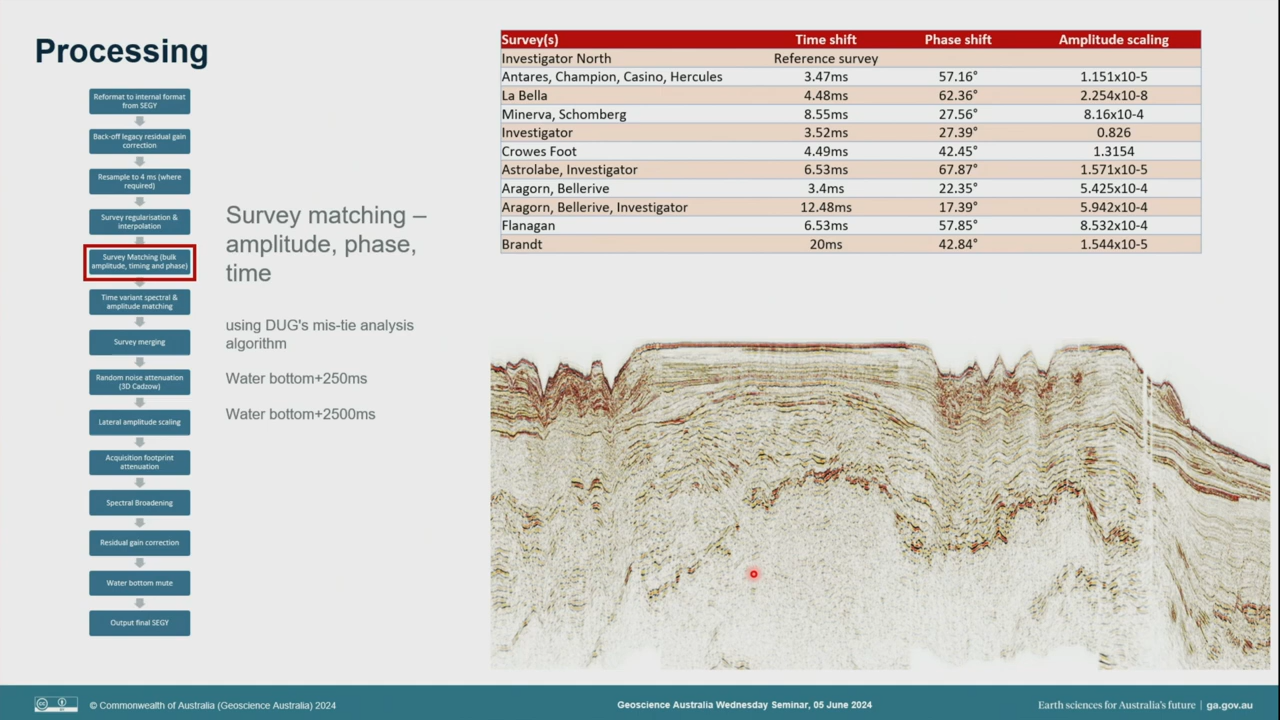 Processing
Reformat to internal format
from SEGY
Back-off legacy residual gain
correction
Resample to 4 ms (where
required)
Survey regularisation &
interpolation
Survey Matching (bulk
amplitude, timing and phase)
Time variant spectral &
amplitude matching
Survey merging
Random noise attenuation
(3D Cadzow)
Lateral amplitude scaling
Acquisition footprint
attenuation
Spectral Broadening
Residual gain correction
Water bottom mute
Output final SEGY
Survey matching –
amplitude, phase,
time
using DUG's mis-tie analysis
algorithm
Water bottom+250ms
Water bottom+2500ms
Survey(s) Time shift Phase shift Amplitude scaling
Investigator North Reference survey
Antares, Champion, Casino, Hercules 3.47ms 57.16° 1.151x10-5
La Bella 4.48ms 62.36° 2.254x10-8
Minerva, Schomberg 8.55ms 27.56° 8.16x10-4
Investigator 3.52ms 27.39° 0.826
Crowes Foot 4.49ms 42.45° 1.3154
Astrolabe, Investigator 6.53ms 67.87° 1.571x10-5
Aragorn, Bellerive 3.4ms 22.35° 5.425x10-4
Aragorn, Bellerive, Investigator 12.48ms 17.39° 5.942x10-4
Flanagan 6.53ms 57.85° 8.532x10-4
Brandt 20ms 42.84° 1.544x10-5
© Commonwealth of Australia (Geoscience Australia) 2024
Geoscience Australia Wednesday Seminar, 05 June 2024
Earth sciences for Australia's future | ga.gov.au